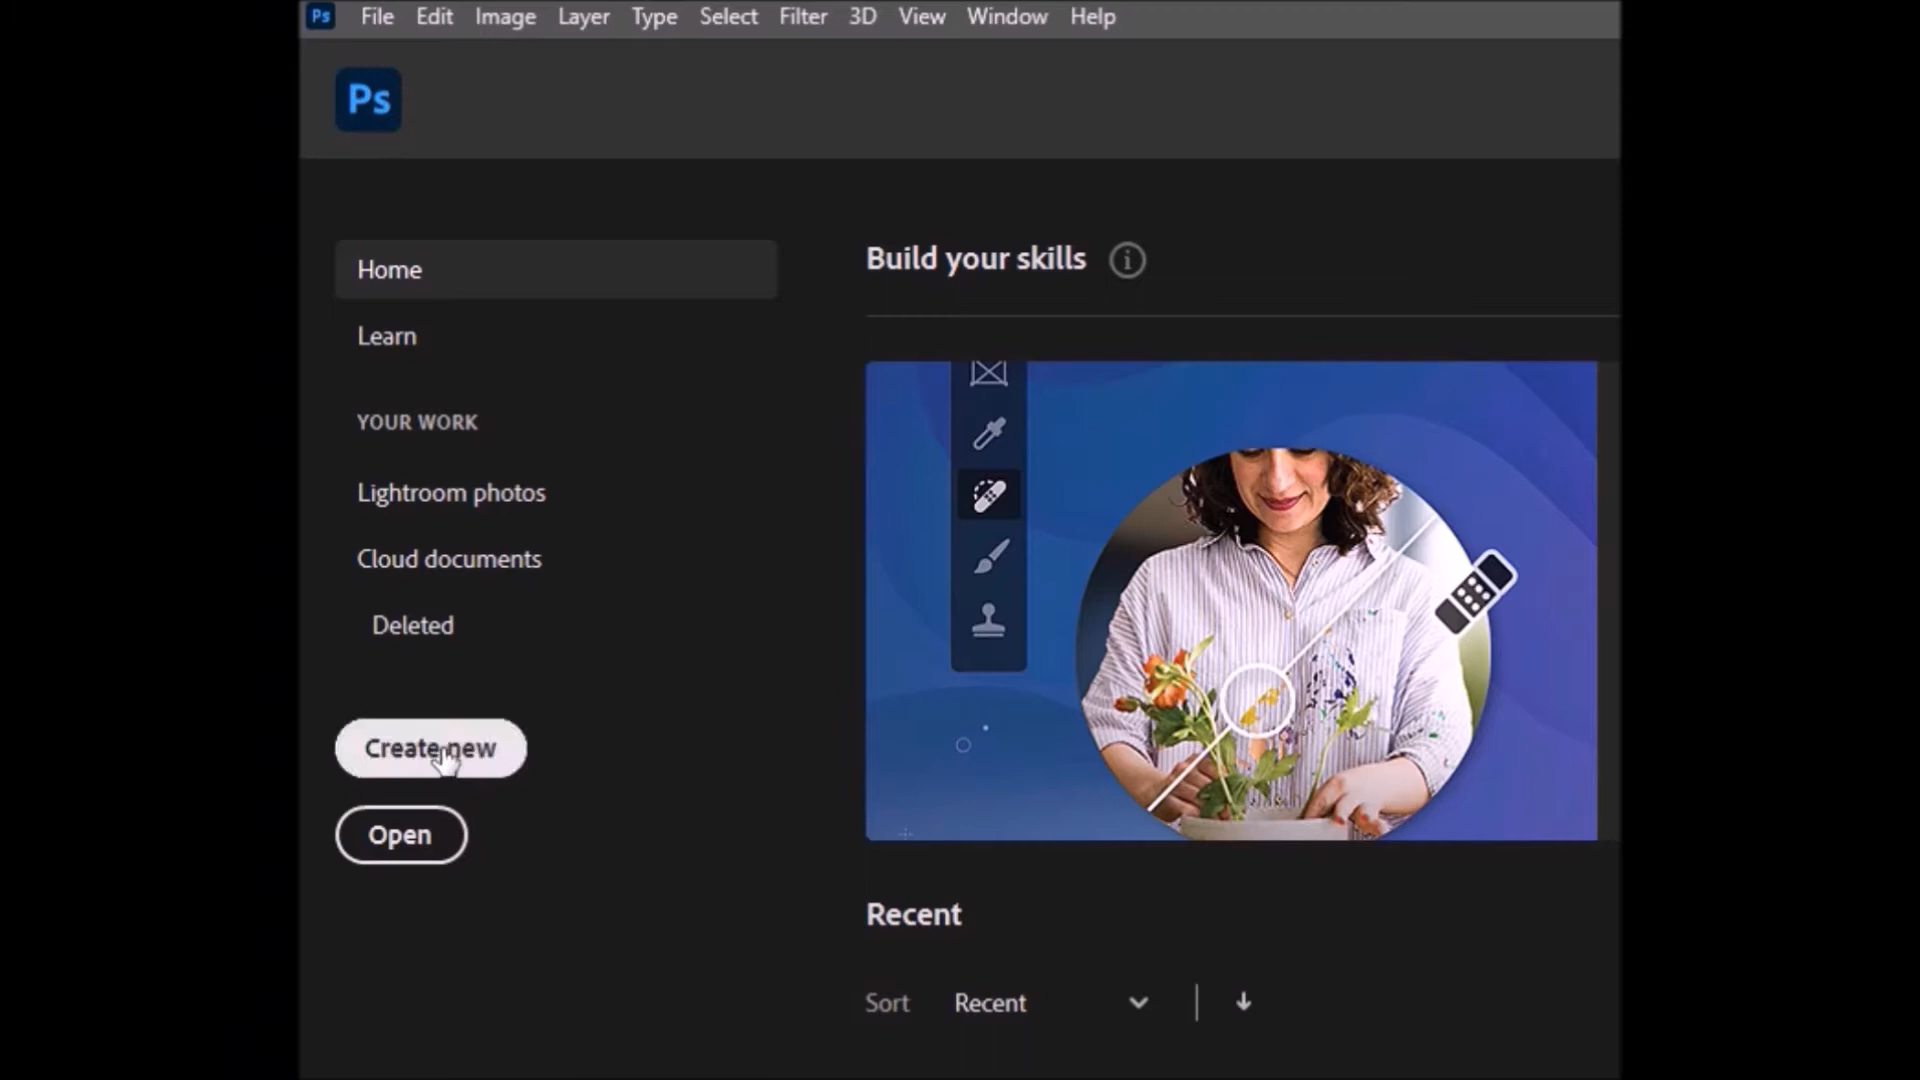 Ps File Edit Image Layer Type Select Filter 3D View Window Help
Ps
Home
Learn
YOUR WORK
Lightroom photos
Cloud documents
Deleted
Create new
Open
Build your skills
Recent
Sort Recent